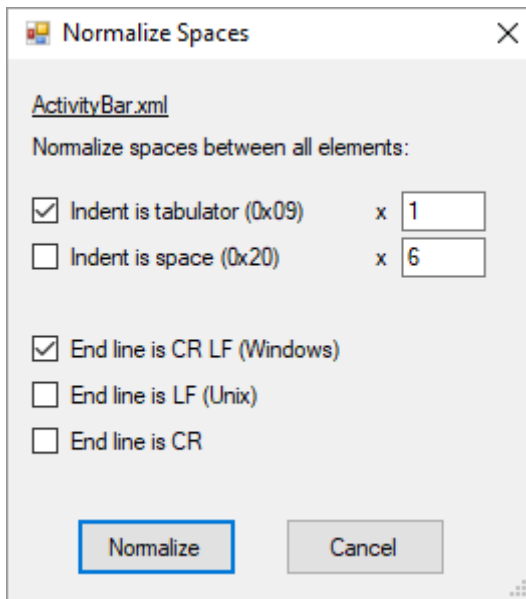 Normalize Spaces
ActivityBar.xml
Normalize spaces between all elements:
Indent is tabulator (0x09) x 1
Indent is space (0x20) x 6
End line is CR LF (Windows)
End line is LF (Unix)
End line is CR
Normalize Cancel